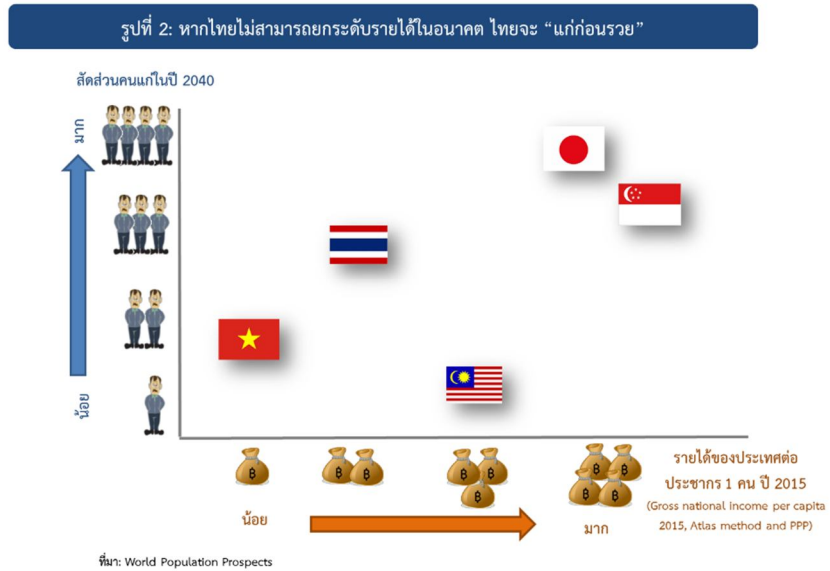 รูปที่ 2: หากไทยไม่สามารถยกระดับรายได้ในอนาคต ไทยจะ “แก่ก่อนรวย”
สัดส่วนคนแก่ในปี 2040
มาก
น้อย
฿ ฿ ฿ ฿ ฿ ฿ ฿ ฿ ฿ ฿
น้อย
มาก
รายได้ของประเทศต่อ
ประชากร 1 คน ปี 2015
(Gross national income per capita
2015, Atlas method and PPP)
ที่มา: World Population Prospects